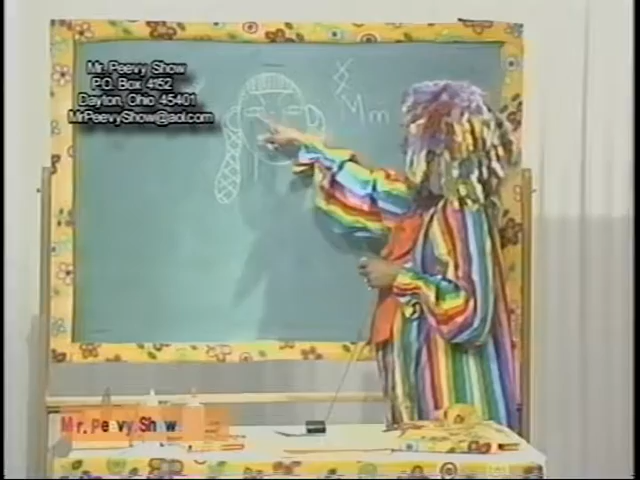 Mr. Peevy Show
P.O. Box 4152
Dayton, Ohio 45401
MrPeevyShow@aol.com
Mm
Mr. Peevy Show